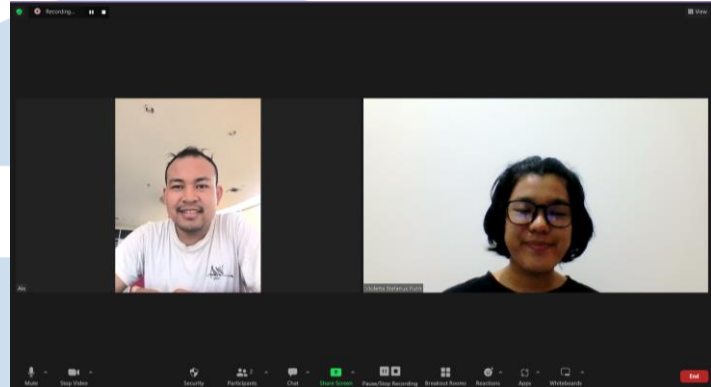 Recording...
View
Mute
Stop Video
Security
Participants
2
Chat
Share Screen
Pause/Stop Recording
Breakout Rooms
Reactions
Apps
Whiteboards
End